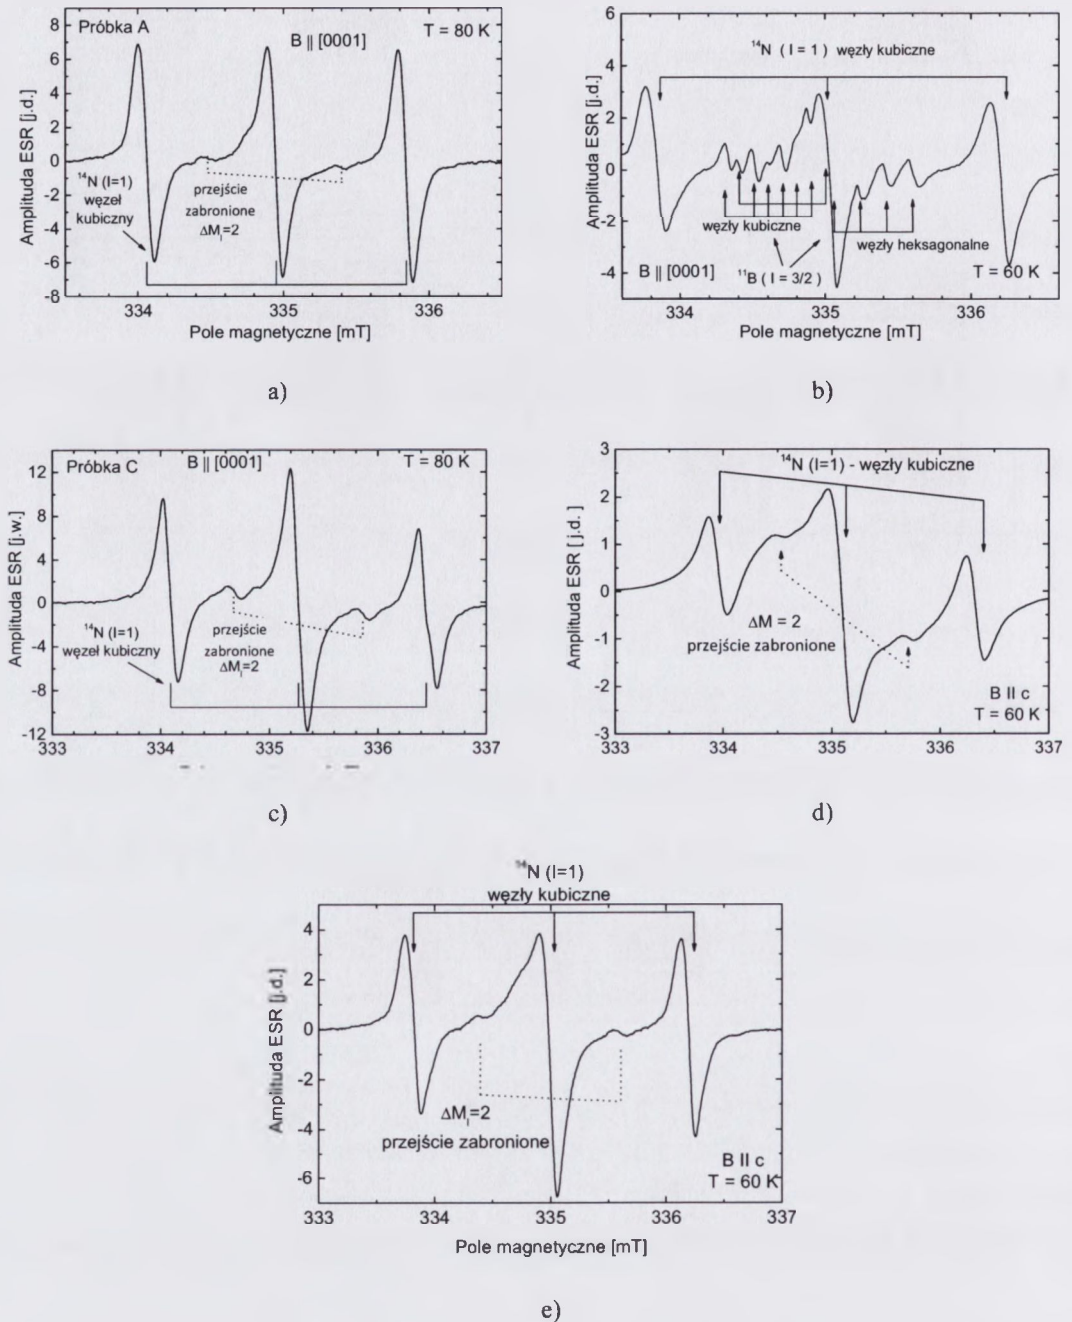 Próbka A
B || [0001]
T = 80 K
Amplituda ESR [j.d.]
8
6
4
2
0
-2
-4
-6
-8
¹⁴N (I=1)
węzeł
kubiczny
przejście
zabronione
ΔM_I=2
334
335
336
Pole magnetyczne [mT]
a)
Amplituda ESR [j.d.]
6
4
2
0
-2
-4
¹⁴N ( I = 1 ) węzły kubiczne
węzły kubiczne
węzły heksagonalne
¹¹B ( I = 3/2 )
B || [0001]
T = 60 K
334
335
336
Pole magnetyczne [mT]
b)
Próbka C
B || [0001]
T = 80 K
Amplituda ESR [j.w.]
12
8
4
0
-4
-8
-12
¹⁴N (I=1)
węzeł kubiczny
przejście
zabronione
ΔM_I=2
333
334
335
336
337
c)
Amplituda ESR [ j.d. ]
3
2
1
0
-1
-2
-3
¹⁴N (I=1) - węzły kubiczne
ΔM = 2
przejście zabronione
B II c
T = 60 K
333
334
335
336
337
d)
¹⁴N (I=1)
węzły kubiczne
Amplituda ESR [j.d.]
4
2
0
-2
-4
-6
ΔM_I=2
przejście zabronione
B II c
T = 60 K
333
334
335
336
337
Pole magnetyczne [mT]
e)